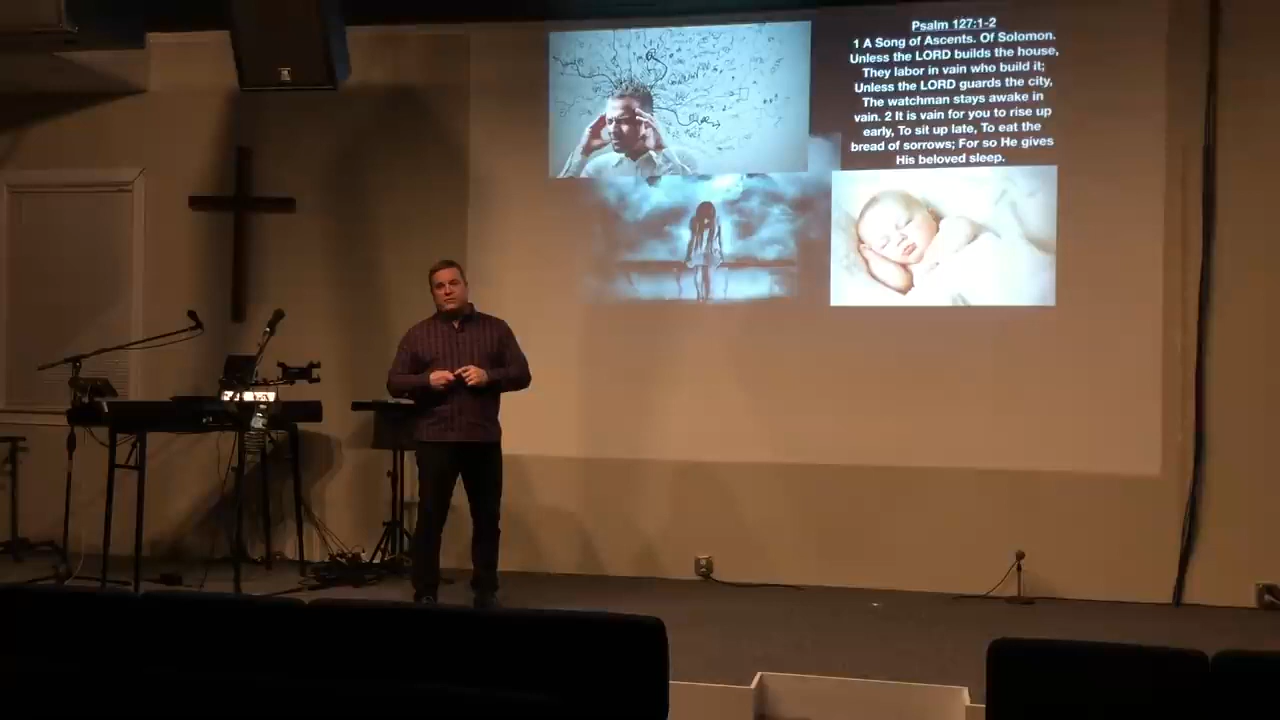 Psalm 127:1-2
1 A Song of Ascents. Of Solomon.
Unless the LORD builds the house,
They labor in vain who build it;
Unless the LORD guards the city,
The watchman stays awake in
vain. 2 It is vain for you to rise up
early, To sit up late, To eat the
bread of sorrows; For so He gives
His beloved sleep.